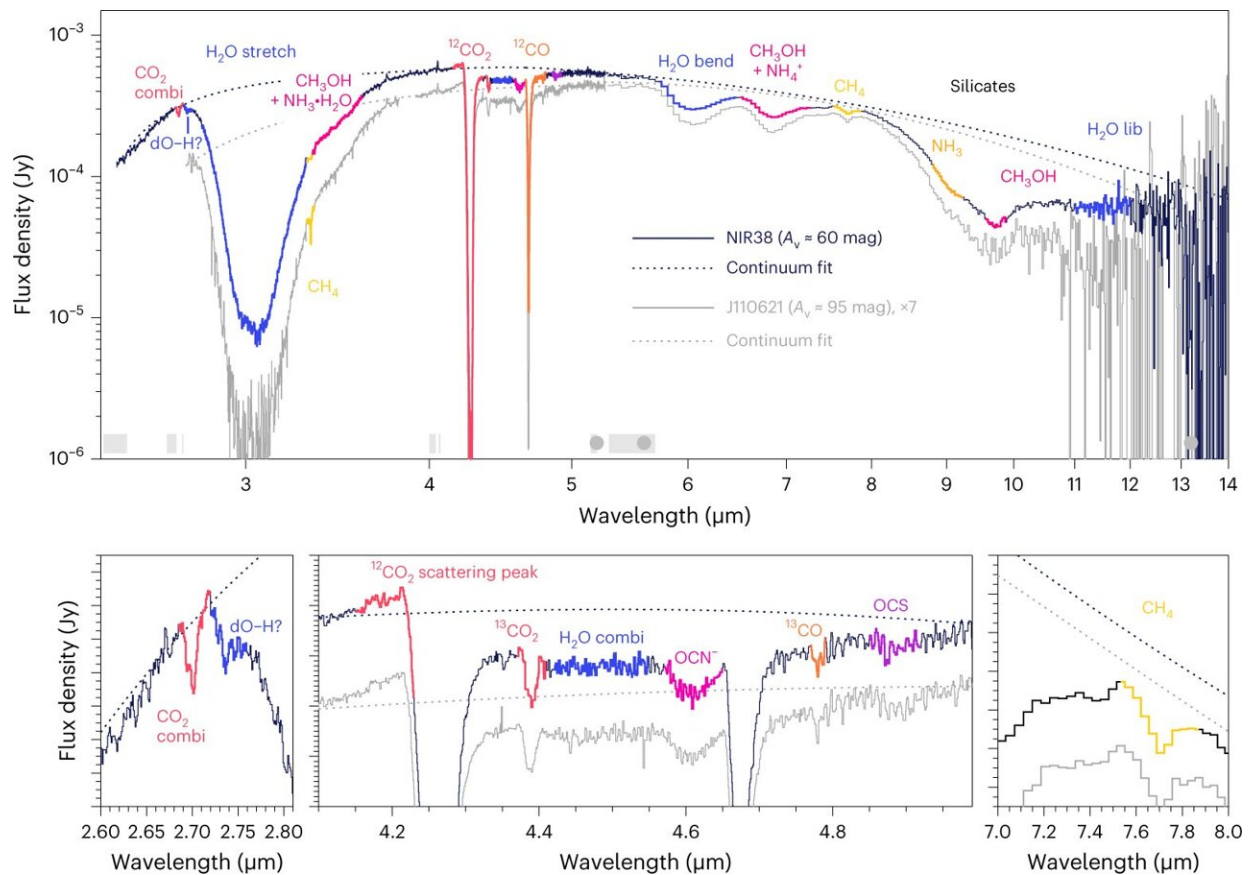 10⁻³
10⁻⁴
10⁻⁵
10⁻⁶
Flux density (Jy)
CO₂
combi
H₂O stretch
dO–H?
CH₃OH
+ NH₃•H₂O
CH₄
¹²CO₂
¹²CO
H₂O bend
CH₃OH
+ NH₄⁺
CH₄
Silicates
NH₃
CH₃OH
H₂O lib
NIR38 (Aᵥ ≈ 60 mag)
Continuum fit
J110621 (Aᵥ ≈ 95 mag), ×7
Continuum fit
3 4 5 6 7 8 9 10 11 12 13 14
Wavelength (µm)
Flux density (Jy)
dO–H?
CO₂
combi
2.60 2.65 2.70 2.75 2.80
Wavelength (µm)
¹²CO₂ scattering peak
¹³CO₂
H₂O combi
OCN⁻
¹³CO
OCS
4.2 4.4 4.6 4.8
Wavelength (µm)
CH₄
7.0 7.2 7.4 7.6 7.8 8.0
Wavelength (µm)